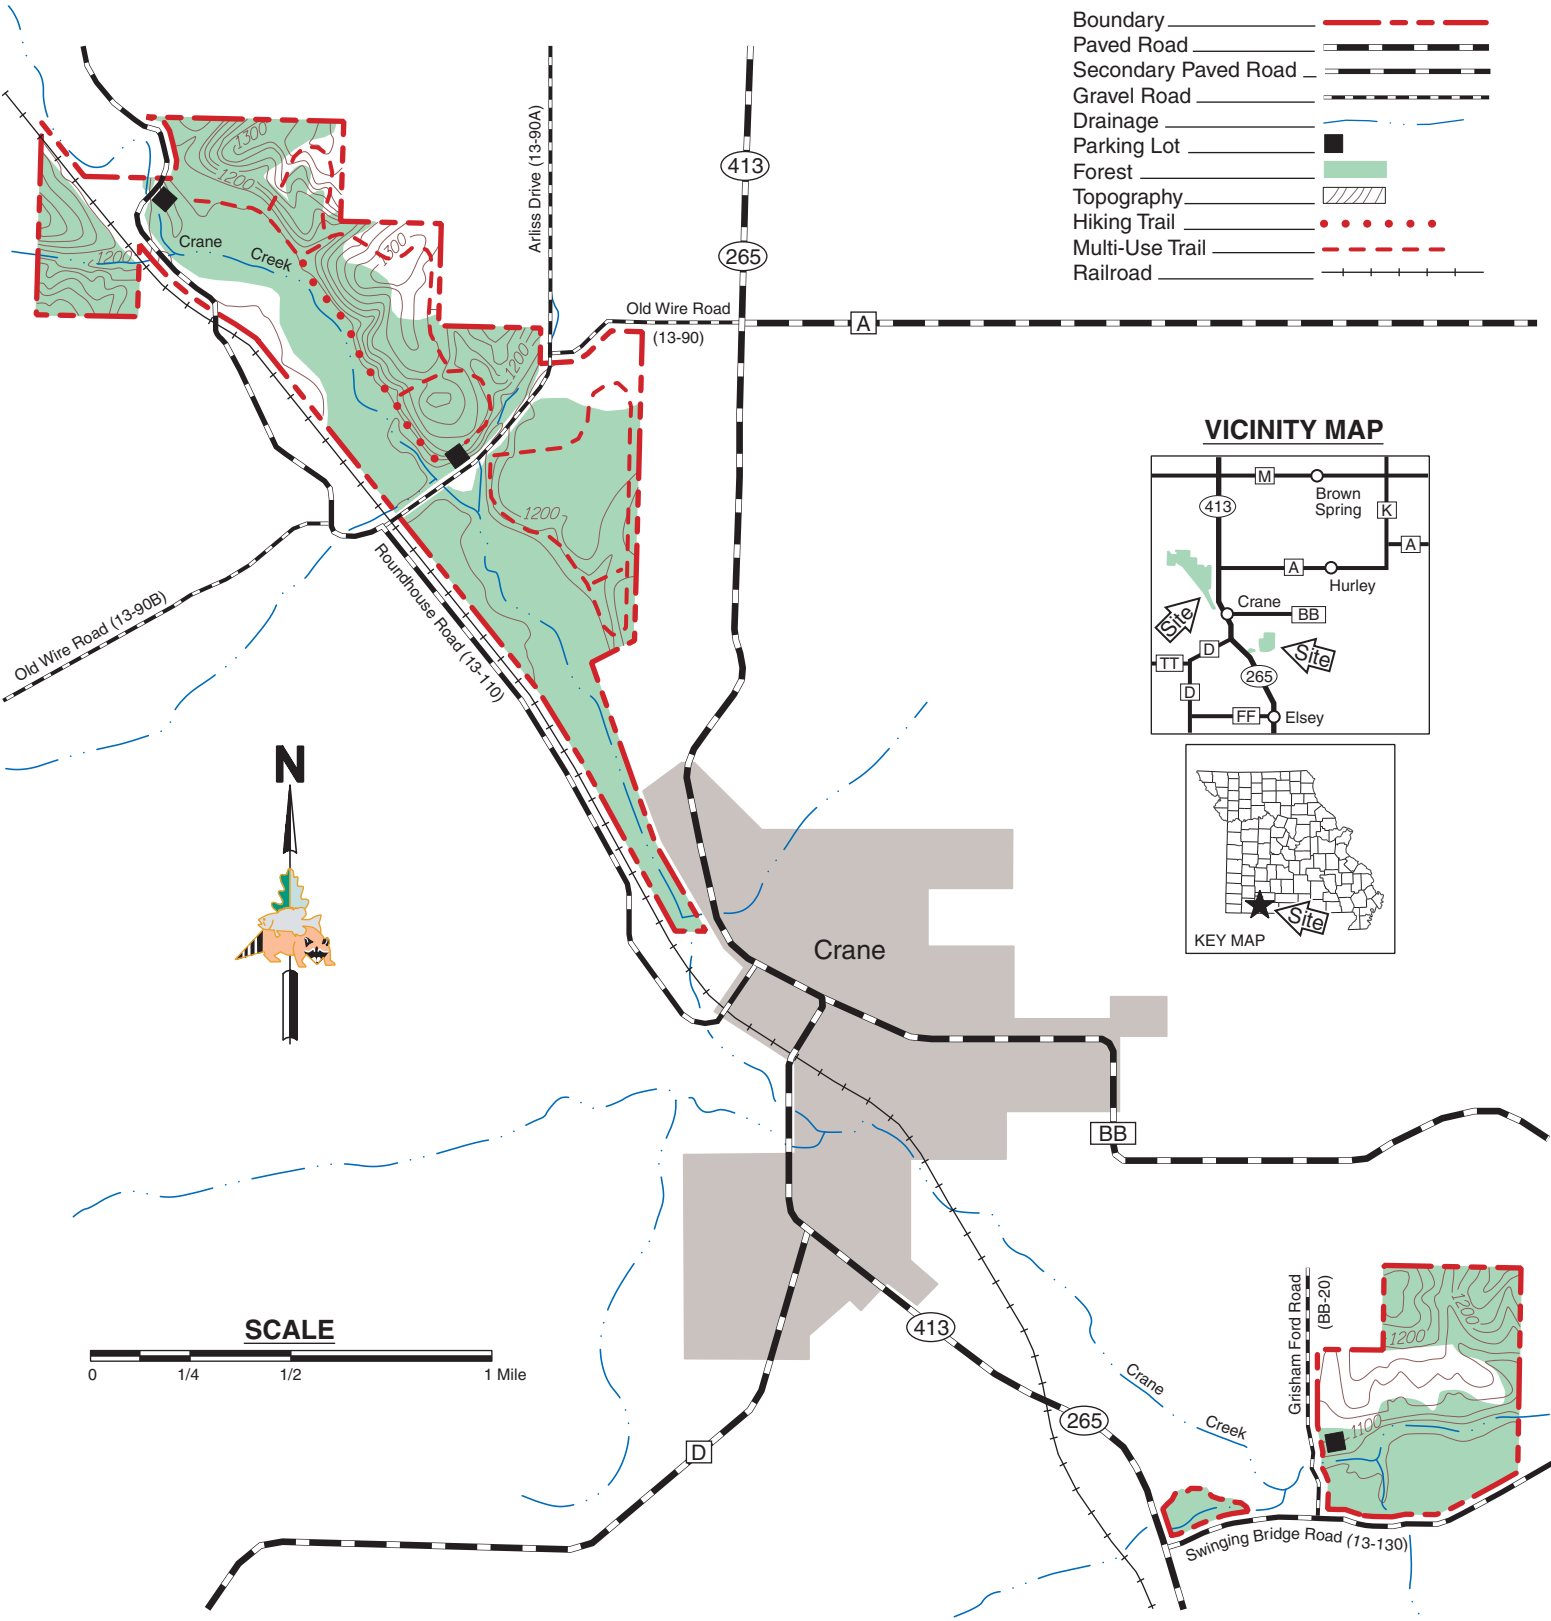 Boundary
Paved Road
Secondary Paved Road
Gravel Road
Drainage
Parking Lot
Forest
Topography
Hiking Trail
Multi-Use Trail
Railroad
1300
1200
Crane
Creek
1200
1300
1200
1200
Arliss Drive (13-90A)
413
265
Old Wire Road
(13-90)
A
Old Wire Road (13-90B)
Roundhouse Road (13-110)
VICINITY MAP
M
Brown
Spring
413
K
A
A
Hurley
Crane
BB
Site
D
Site
TT
265
D
FF
Elsey
N
KEY MAP
Site
Crane
BB
SCALE
0
1/4
1/2
1 Mile
413
265
D
Crane
Creek
Grisham Ford Road
(BB-20)
1200
1200
1100
Swinging Bridge Road (13-130)